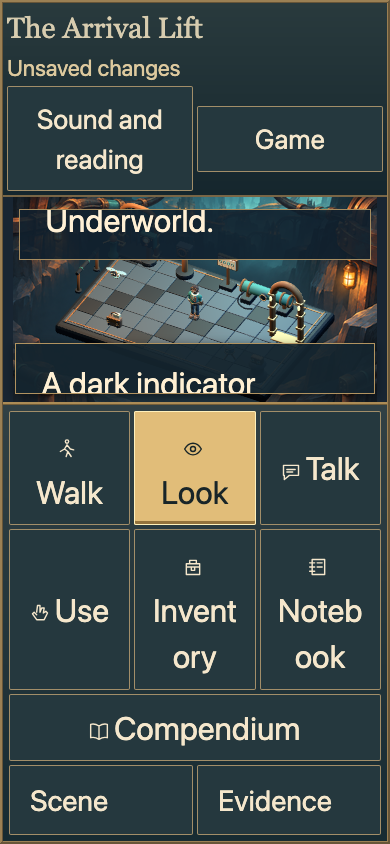 The Arrival Lift
Unsaved changes
Sound and
reading
Game
Underworld.
A dark indicator
Walk
Look
Talk
Use
Invent
ory
Noteb
ook
Compendium
Scene
Evidence